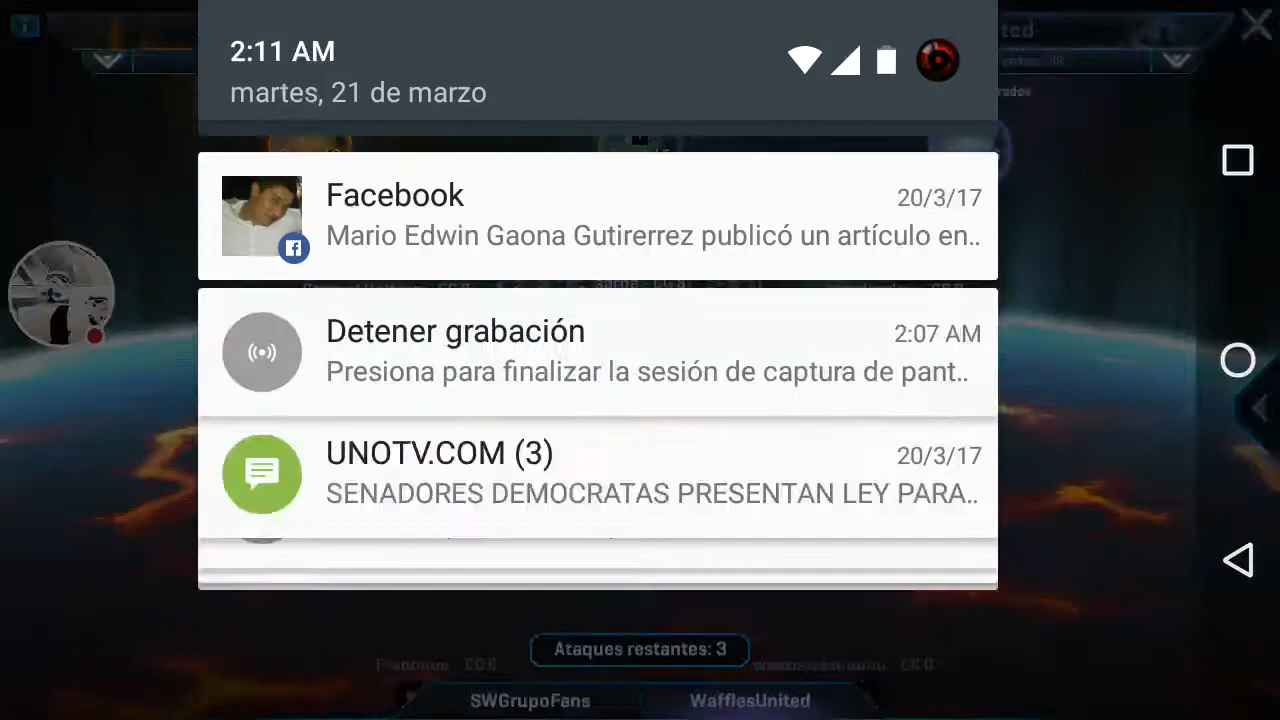 2:11 AM
martes, 21 de marzo
Facebook
20/3/17
Mario Edwin Gaona Gutirerrez publicó un artículo en..
Detener grabación
2:07 AM
Presiona para finalizar la sesión de captura de pant..
UNOTV.COM (3)
20/3/17
SENADORES DEMOCRATAS PRESENTAN LEY PARA..
Ataques restantes: 3
SWGrupoFans
WafflesUnited